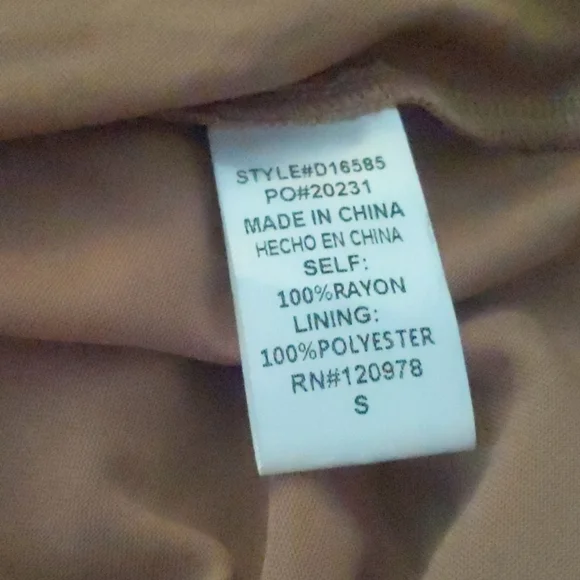 STYLE#D16585
PO#20231
MADE IN CHINA
HECHO EN CHINA
SELF:
100%RAYON
LINING:
100%POLYESTER
RN#120978
S